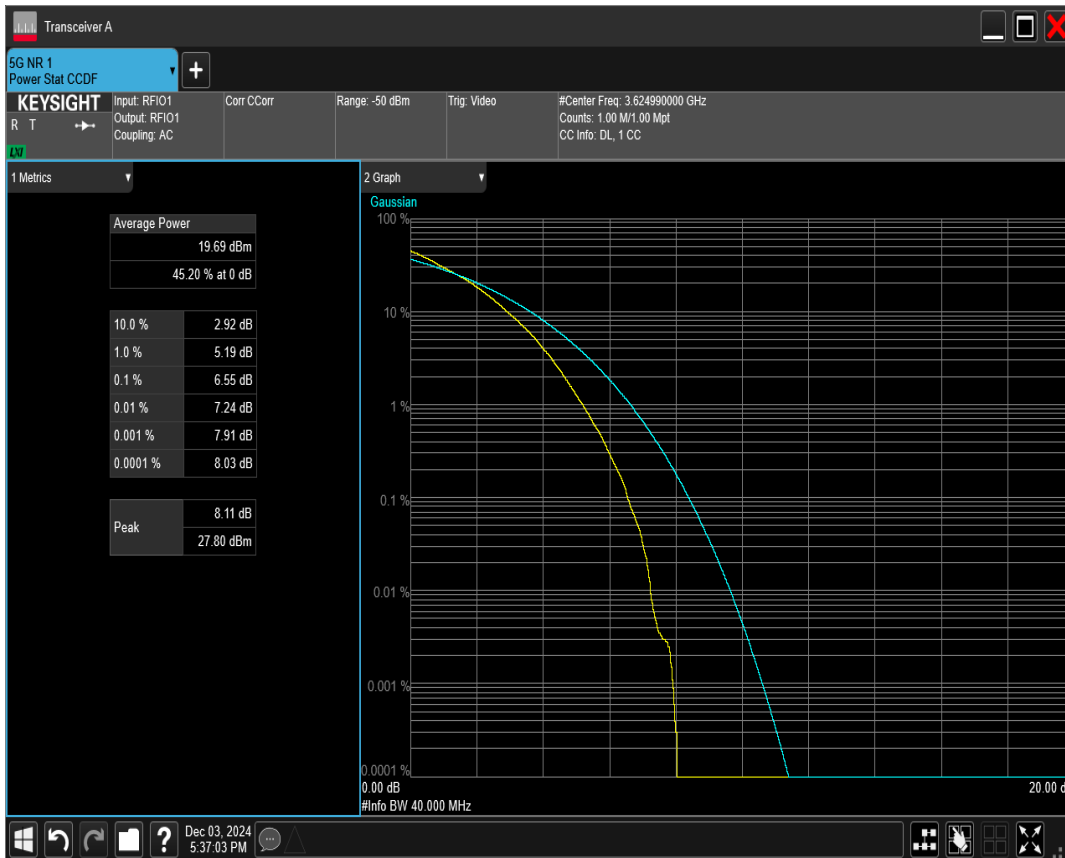 Transceiver A
5G NR 1
Power Stat CCDF
+
KEYSIGHT
R T
LXI
Input: RFIO1
Output: RFIO1
Coupling: AC
Corr CCorr
Range: -50 dBm
Trig: Video
#Center Freq: 3.624990000 GHz
Counts: 1.00 M/1.00 Mpt
CC Info: DL, 1 CC
1 Metrics
Average Power
19.69 dBm
45.20 % at 0 dB
10.0 % 2.92 dB
1.0 % 5.19 dB
0.1 % 6.55 dB
0.01 % 7.24 dB
0.001 % 7.91 dB
0.0001 % 8.03 dB
Peak
8.11 dB
27.80 dBm
2 Graph
Gaussian
100 %
10 %
1 %
0.1 %
0.01 %
0.001 %
0.0001 %
0.00 dB
20.00 d
#Info BW 40.000 MHz
?
Dec 03, 2024
5:37:03 PM